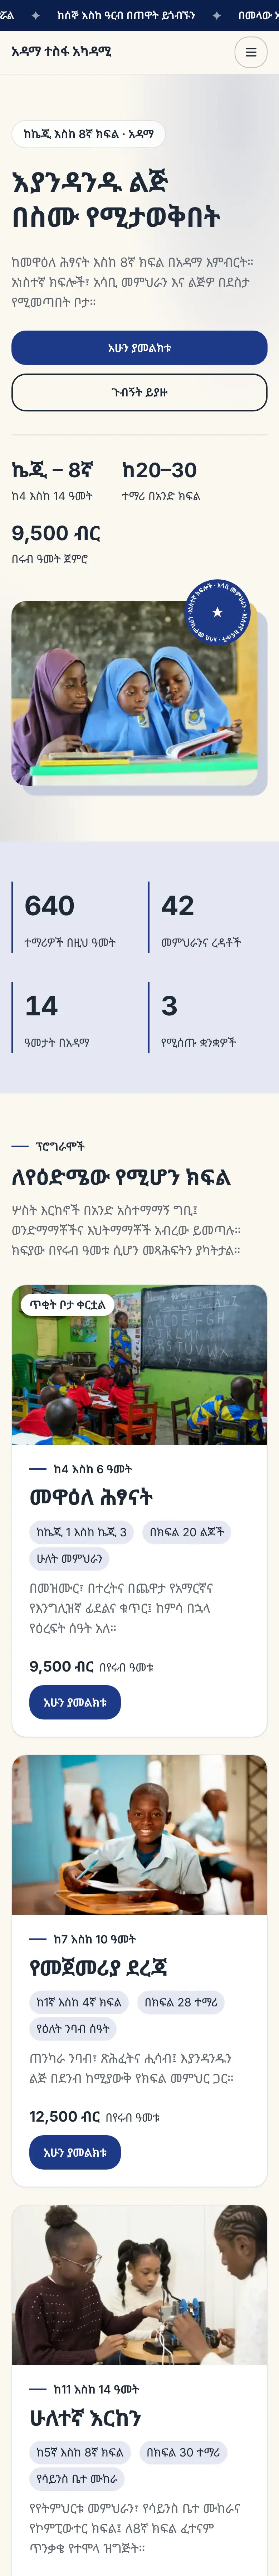 ከሰኞ እስከ ዓርብ በጠዋት ይጎብኙን
አዳማ ተስፋ አካዳሚ
ከኬጂ እስከ 8ኛ ክፍል · አዳማ
እያንዳንዱ ልጅ
በስሙ የሚታወቅበት
ከመዋዕለ ሕፃናት እስከ 8ኛ ክፍል በአዳማ እምብርት።
አነስተኛ ክፍሎች፣ አሳቢ መምህራን እና ልጅዎ በደስታ
የሚመጣበት ቦታ።
አሁን ያመልክቱ
ጉብኝት ይያዙ
ኬጂ – 8ኛ
ከ4 እስከ 14 ዓመት
ከ20–30
ተማሪ በአንድ ክፍል
9,500 ብር
በሩብ ዓመት ጀምሮ
640
ተማሪዎች በዚህ ዓመት
42
መምህራንና ረዳቶች
14
ዓመታት በአዳማ
3
የሚሰጡ ቋንቋዎች
ፕሮግራሞች
ለየዕድሜው የሚሆን ክፍል
ሦስት እርከኖች በአንድ አስተማማኝ ግቢ፤
ወንድማማቾችና እህትማማቾች አብረው ይመጣሉ።
ክፍያው በየሩብ ዓመቱ ሲሆን መጻሕፍትን ያካትታል።
ጥቂት ቦታ ቀርቷል
ከ4 እስከ 6 ዓመት
መዋዕለ ሕፃናት
ከኬጂ 1 እስከ ኬጂ 3
በክፍል 20 ልጆች
ሁለት መምህራን
በመዝሙር፣ በተረትና በጨዋታ የአማርኛና
የእንግሊዝኛ ፊደልና ቁጥር፤ ከምሳ በኋላ
የዕረፍት ሰዓት አለ።
9,500 ብር በየሩብ ዓመቱ
አሁን ያመልክቱ
ከ7 እስከ 10 ዓመት
የመጀመሪያ ደረጃ
ከ1ኛ እስከ 4ኛ ክፍል
በክፍል 28 ተማሪ
የዕለት ንባብ ሰዓት
ጠንካራ ንባብ፣ ጽሕፈትና ሒሳብ፤ እያንዳንዱን
ልጅ በደንብ ከሚያውቅ የክፍል መምህር ጋር።
12,500 ብር በየሩብ ዓመቱ
አሁን ያመልክቱ
ከ11 እስከ 14 ዓመት
ሁለተኛ እርከን
ከ5ኛ እስከ 8ኛ ክፍል
በክፍል 30 ተማሪ
የሳይንስ ቤተ ሙከራ
የየትምህርቱ መምህራን፣ የሳይንስ ቤተ ሙከራና
የኮምፒውተር ክፍል፤ ለ8ኛ ክፍል ፈተናም
ጥንቃቄ የተሞላ ዝግጅት።